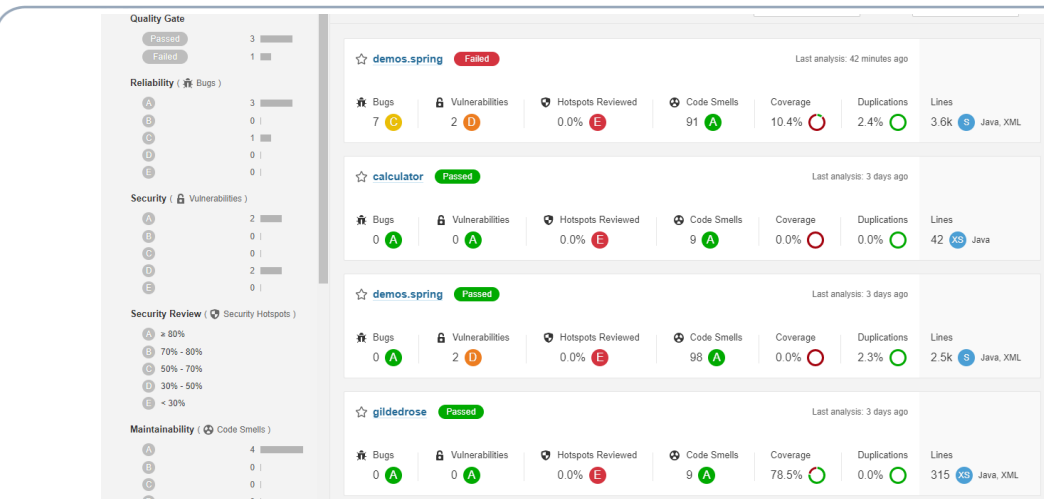 Quality Gate
Passed 3
Failed 1
Reliability ( Bugs )
A 3
B 0
C 1
D 0
E 0
Security ( Vulnerabilities )
A 2
B 0
C 0
D 2
E 0
Security Review ( Security Hotspots )
A ≥ 80%
B 70% - 80%
C 50% - 70%
D 30% - 50%
E < 30%
Maintainability ( Code Smells )
A 4
B 0
C 0
demos.spring Failed Last analysis: 42 minutes ago
Bugs Vulnerabilities Hotspots Reviewed Code Smells Coverage Duplications Lines
7 C 2 D 0.0% E 91 A 10.4% 2.4% 3.6k S Java, XML
calculator Passed Last analysis: 3 days ago
Bugs Vulnerabilities Hotspots Reviewed Code Smells Coverage Duplications Lines
0 A 0 A 0.0% E 9 A 0.0% 0.0% 42 XS Java
demos.spring Passed Last analysis: 3 days ago
Bugs Vulnerabilities Hotspots Reviewed Code Smells Coverage Duplications Lines
0 A 2 D 0.0% E 98 A 0.0% 2.3% 2.5k S Java, XML
gildedrose Passed Last analysis: 3 days ago
Bugs Vulnerabilities Hotspots Reviewed Code Smells Coverage Duplications Lines
0 A 0 A 0.0% E 9 A 78.5% 0.0% 315 XS Java, XML